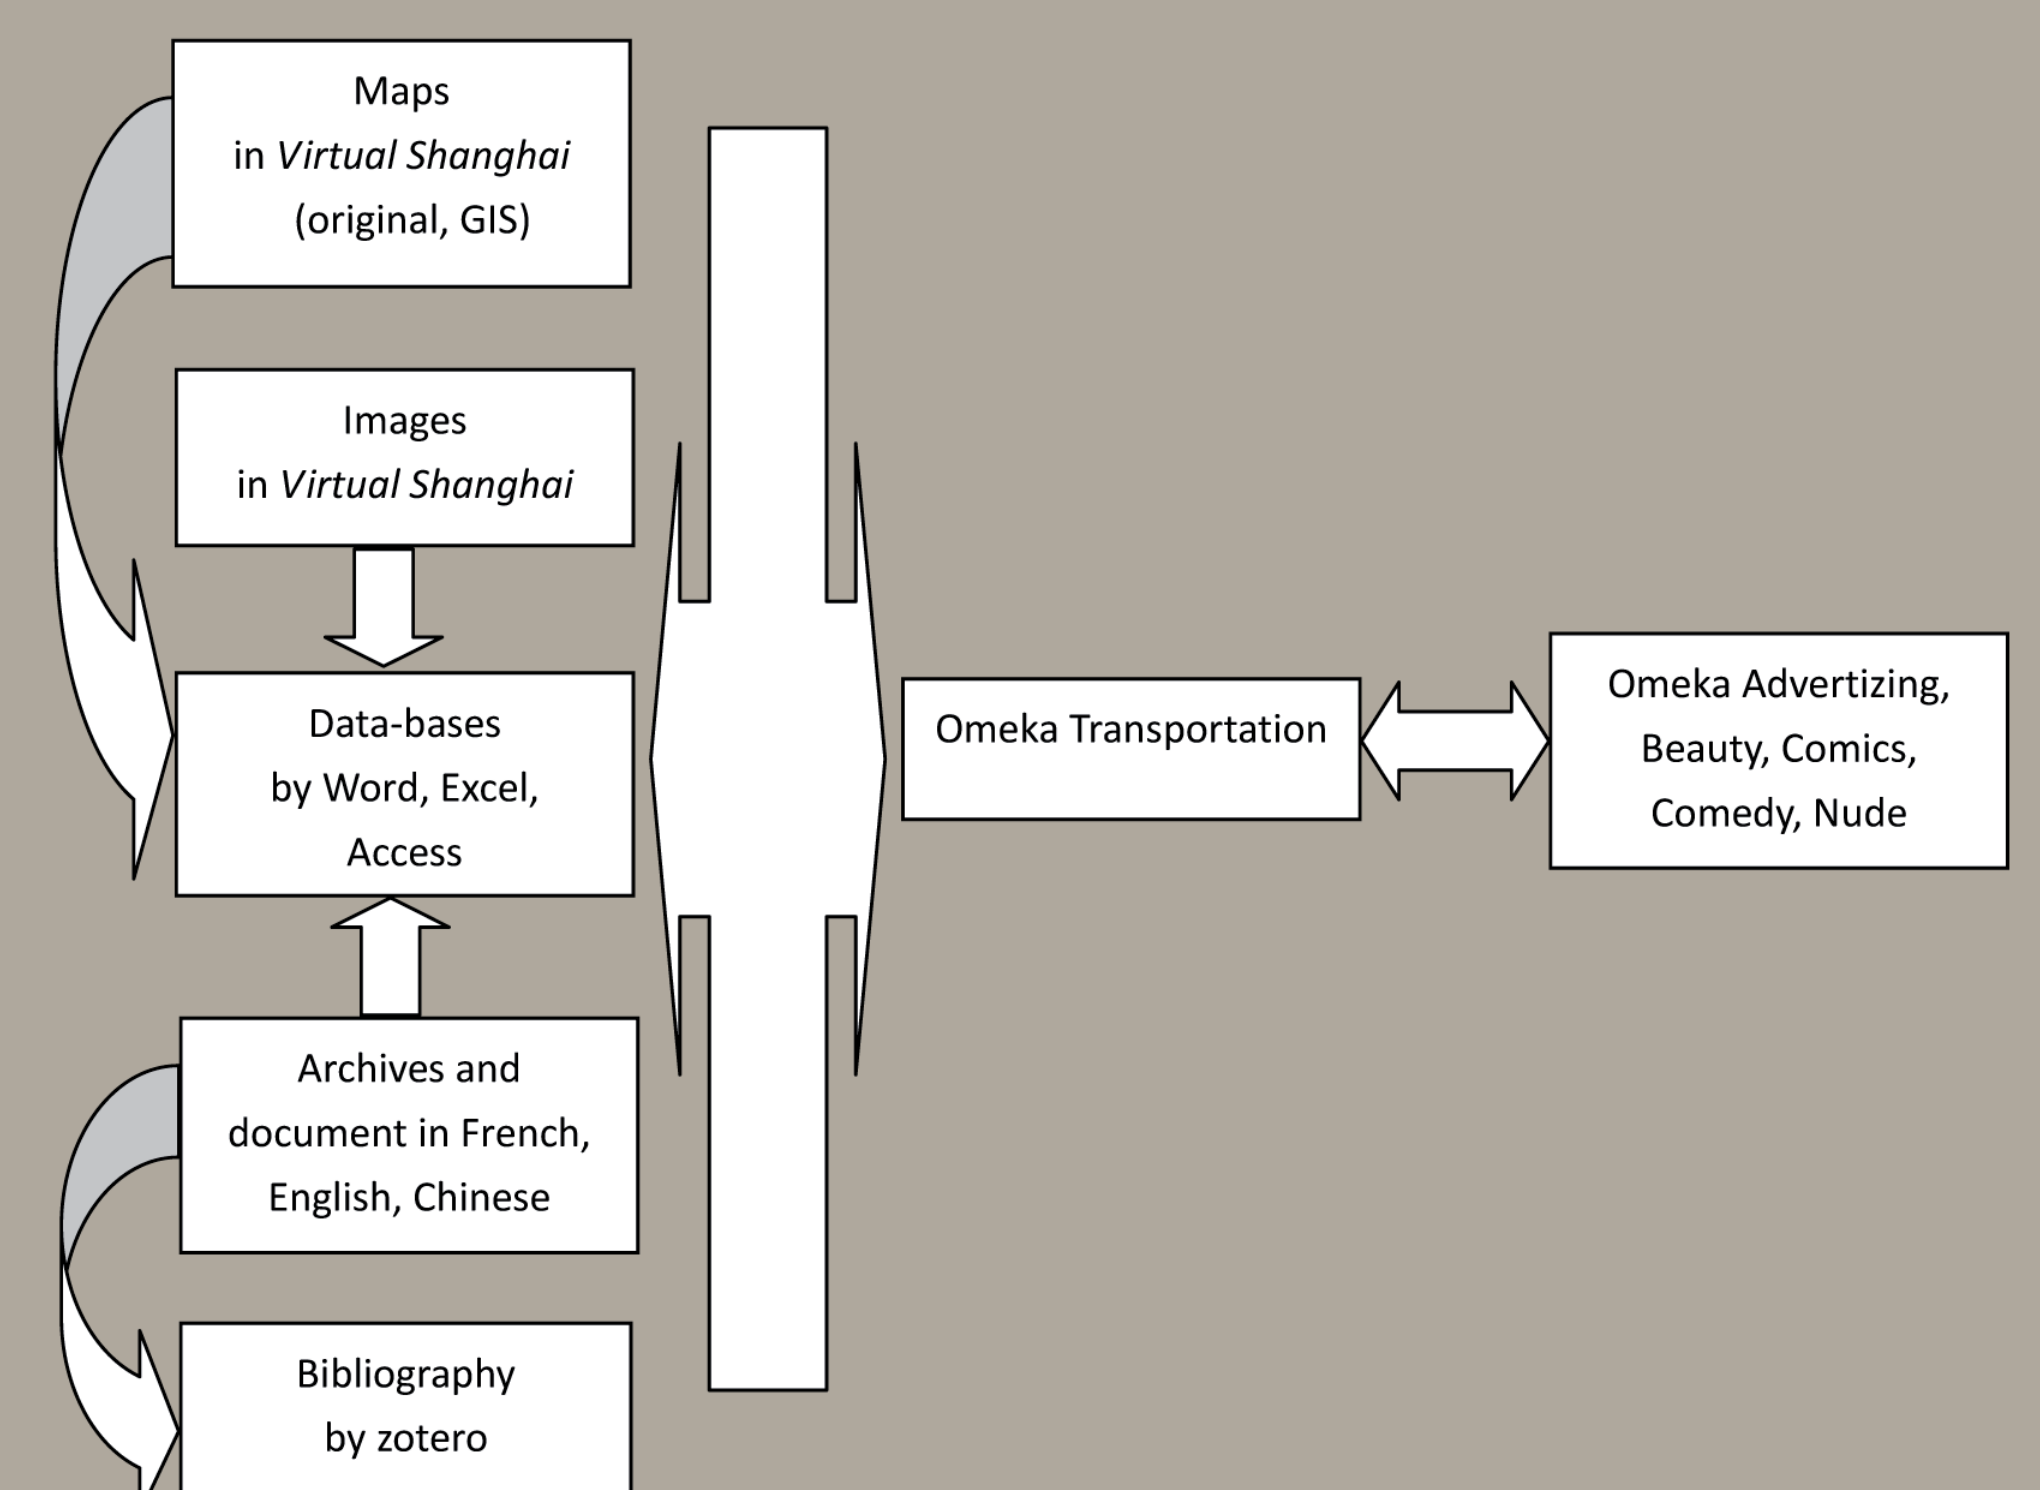 Maps
in Virtual Shanghai
(original, GIS)
Images
in Virtual Shanghai
Data-bases
by Word, Excel,
Access
Archives and
document in French,
English, Chinese
Bibliography
by zotero
Omeka Transportation
Omeka Advertizing,
Beauty, Comics,
Comedy, Nude